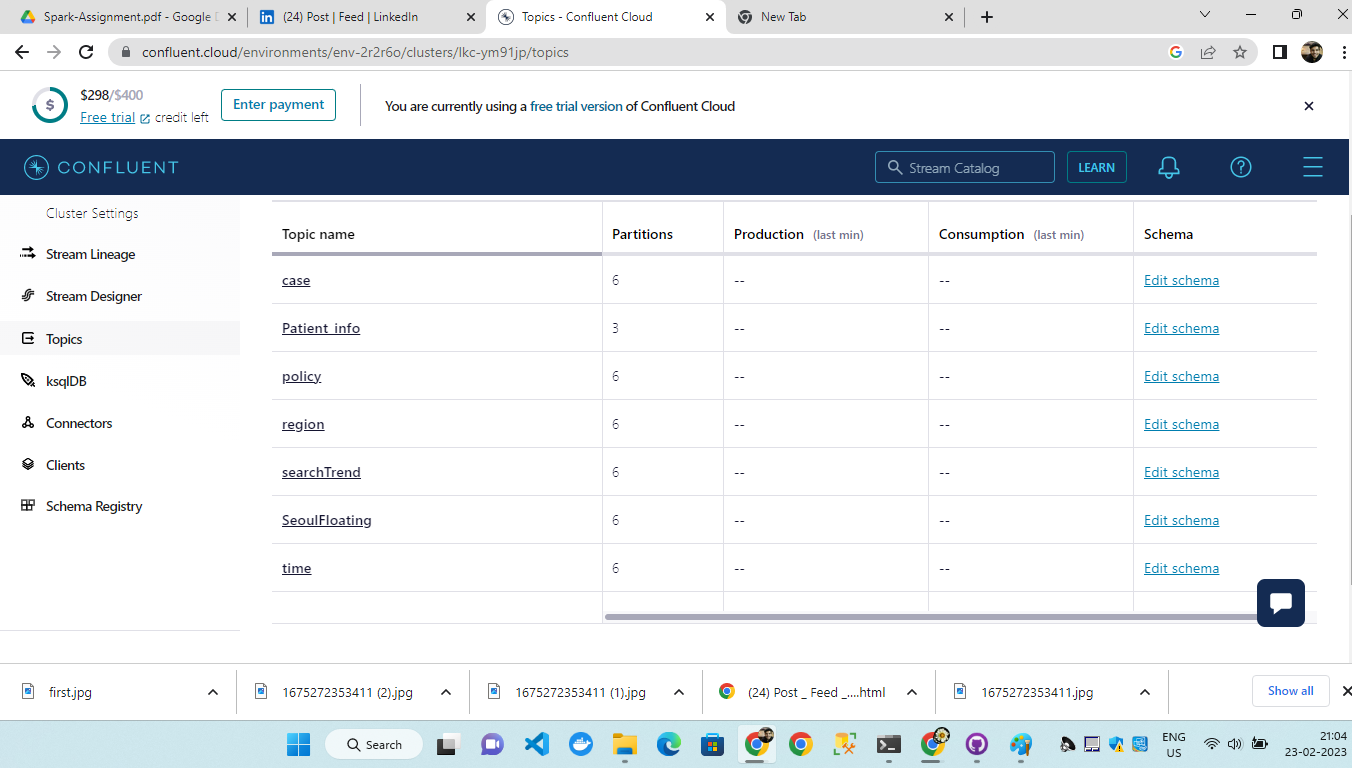 Spark-Assignment.pdf - Google D
(24) Post | Feed | LinkedIn
Topics - Confluent Cloud
New Tab
confluent.cloud/environments/env-2r2r6o/clusters/lkc-ym91jp/topics
$298/$400
Free trial credit left
Enter payment
You are currently using a free trial version of Confluent Cloud
CONFLUENT
Stream Catalog
LEARN
Cluster Settings
Stream Lineage
Stream Designer
Topics
ksqlDB
Connectors
Clients
Schema Registry
Topic name Partitions Production (last min) Consumption (last min) Schema
case 6 -- -- Edit schema
Patient_info 3 -- -- Edit schema
policy 6 -- -- Edit schema
region 6 -- -- Edit schema
searchTrend 6 -- -- Edit schema
SeoulFloating 6 -- -- Edit schema
time 6 -- -- Edit schema
first.jpg
1675272353411 (2).jpg
1675272353411 (1).jpg
(24) Post _ Feed _....html
1675272353411.jpg
Show all
Search
ENG
US
21:04
23-02-2023